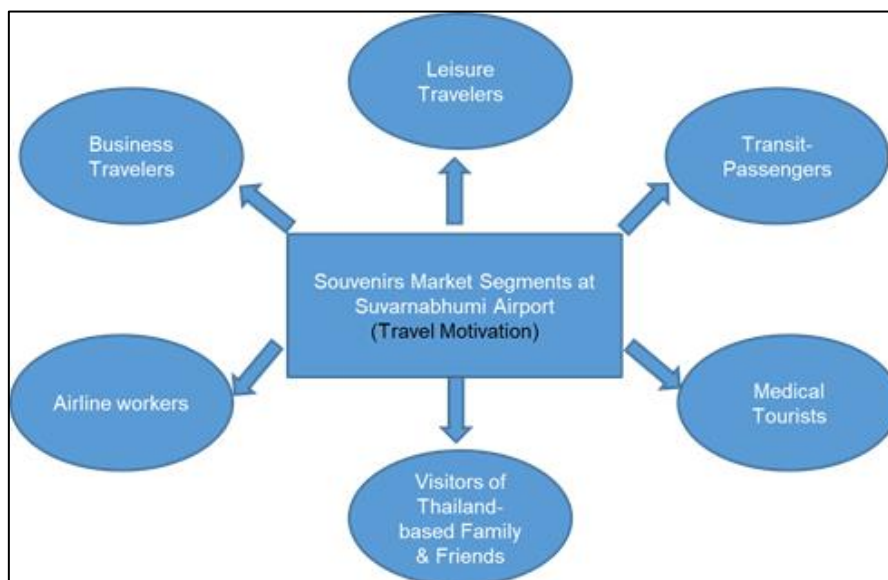 Leisure
Travelers
Business
Travelers
Transit-
Passengers
Souvenirs Market Segments at
Suvarnabhumi Airport
(Travel Motivation)
Airline workers
Medical
Tourists
Visitors of
Thailand-
based Family
& Friends